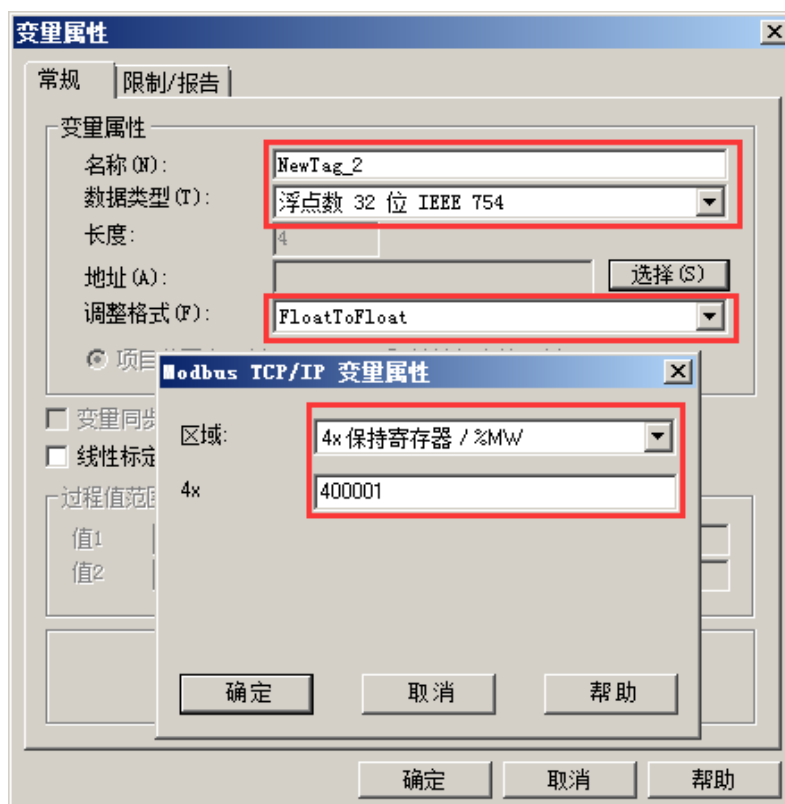 变量属性
常规 限制/报告
变量属性
名称(N): NewTag_2
数据类型(T): 浮点数 32 位 IEEE 754
长度: 4
地址(A): 选择(S)
调整格式(F): FloatToFloat
项目
Modbus TCP/IP 变量属性
变量同步
区域: 4x 保持寄存器 / %MW
线性标定
4x 400001
过程值范围
值1
值2
确定 取消 帮助
确定 取消 帮助